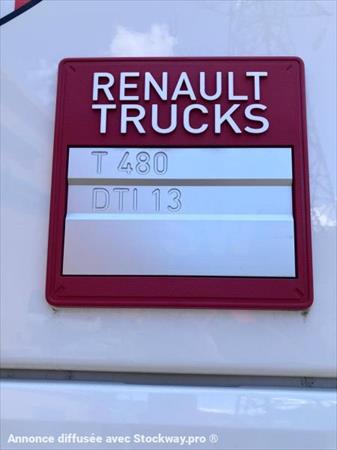 RENAULT
TRUCKS
T 480
DTI 13
Annonce diffusée avec Stockway.pro ®